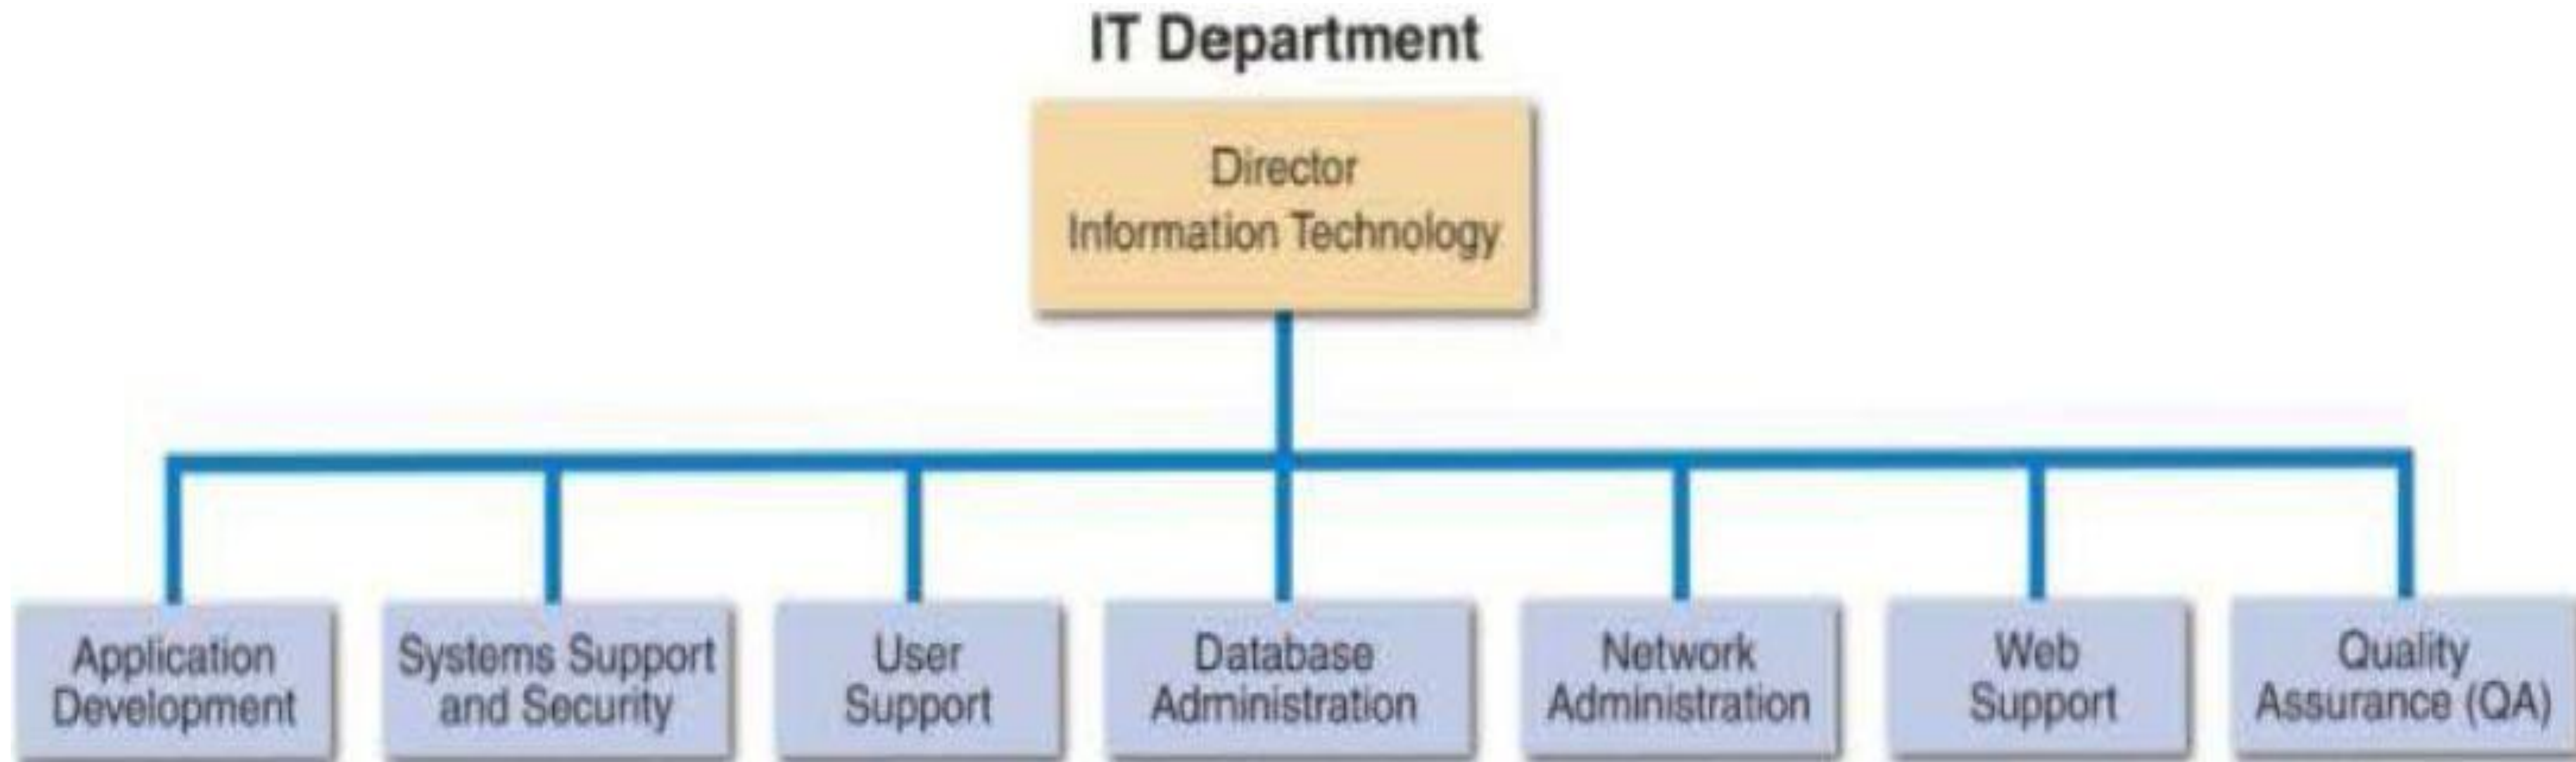 IT Department
Director
Information Technology
Application
Development
Systems Support
and Security
User
Support
Database
Administration
Network
Administration
Web
Support
Quality
Assurance (QA)